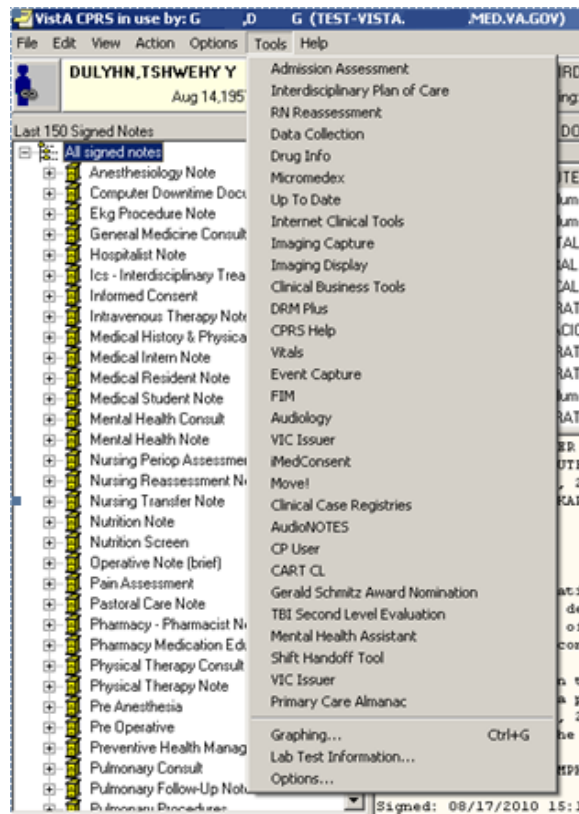 VistA CPRS in use by: G ,D G (TEST-VISTA. .MED.VA.GOV)
File Edit View Action Options Tools Help
DULYHN,TSHWEHY Y
Aug 14,195
Last 150 Signed Notes
All signed notes
Anesthesiology Note
Computer Downtime Docu
Ekg Procedure Note
General Medicine Consult
Hospitalist Note
Ics - Interdisciplinary Trea
Informed Consent
Intravenous Therapy Note
Medical History & Physica
Medical Intern Note
Medical Resident Note
Medical Student Note
Mental Health Consult
Mental Health Note
Nursing Periop Assessmen
Nursing Reassessment N
Nursing Transfer Note
Nutrition Note
Nutrition Screen
Operative Note (brief)
Pain Assessment
Pastoral Care Note
Pharmacy - Pharmacist N
Pharmacy Medication Edu
Physical Therapy Consult
Physical Therapy Note
Pre Anesthesia
Pre Operative
Preventive Health Manag
Pulmonary Consult
Pulmonary Follow-Up Note
Pulmonary Procedures
Admission Assessment
Interdisciplinary Plan of Care
RN Reassessment
Data Collection
Drug Info
Micromedex
Up To Date
Internet Clinical Tools
Imaging Capture
Imaging Display
Clinical Business Tools
DRM Plus
CPRS Help
Vitals
Event Capture
FIM
Audiology
VIC Issuer
iMedConsent
Move!
Clinical Case Registries
AudioNOTES
CP User
CART CL
Gerald Schmitz Award Nomination
TBI Second Level Evaluation
Mental Health Assistant
Shift Handoff Tool
VIC Issuer
Primary Care Almanac
Graphing... Ctrl+G
Lab Test Information...
Options...
Signed: 08/17/2010 15:1